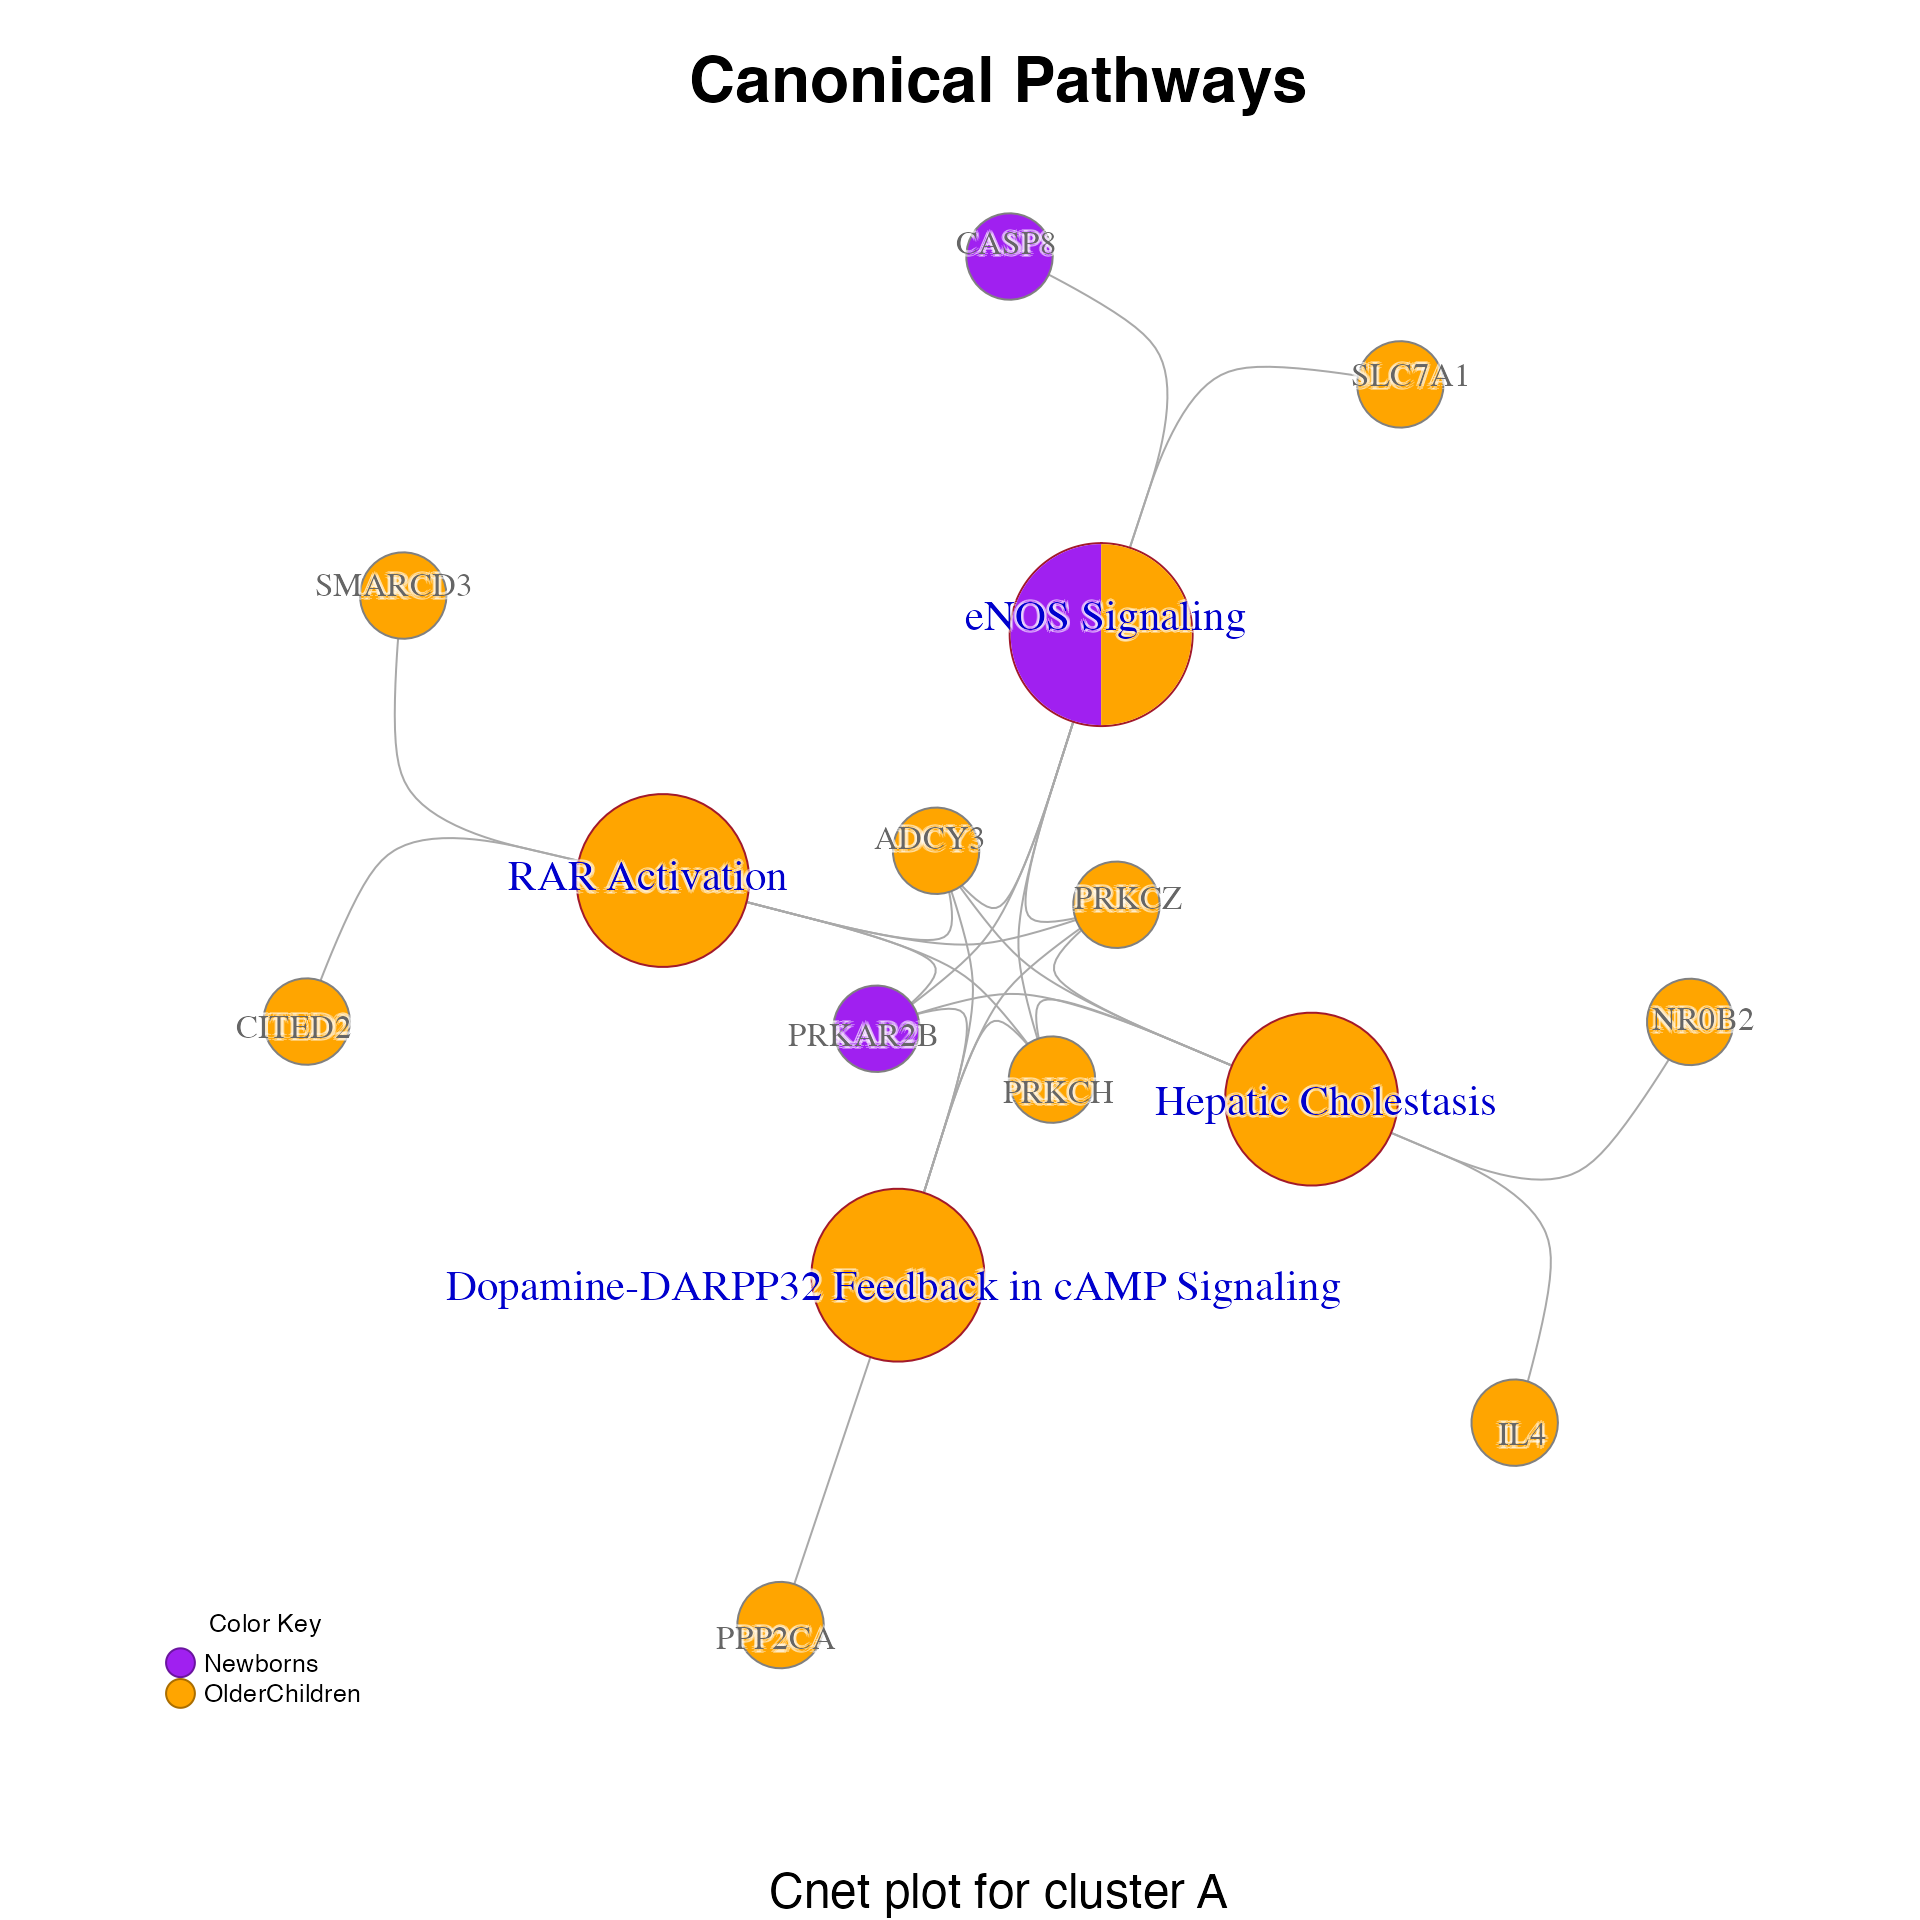 Canonical Pathways
CASP8
SLC7A1
SMARCD3
eNOS Signaling
ADCY3
RAR Activation
PRKCZ
NR0B2
CITED2
PRKAR2B
PRKCH
Hepatic Cholestasis
Dopamine-DARPP32 Feedback in cAMP Signaling
IL4
PPP2CA
Color Key
Newborns
OlderChildren
Cnet plot for cluster A